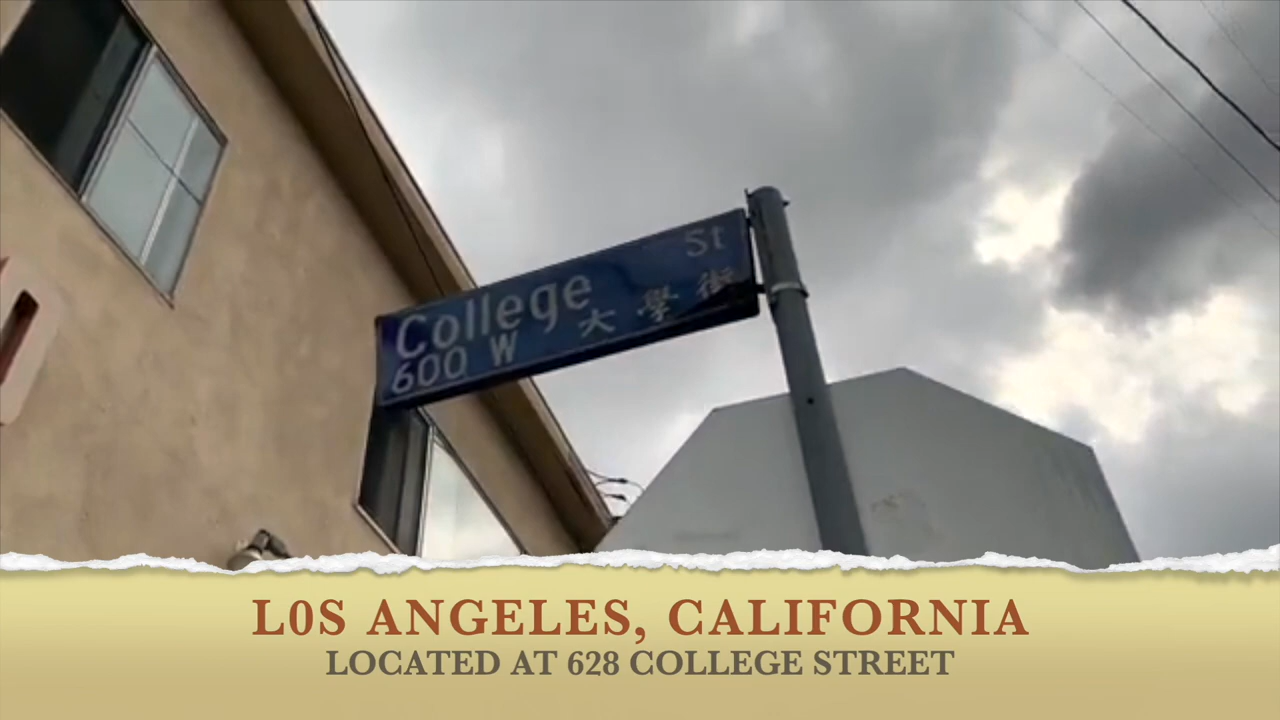 College St
600 W 大學街
L0S ANGELES, CALIFORNIA
LOCATED AT 628 COLLEGE STREET